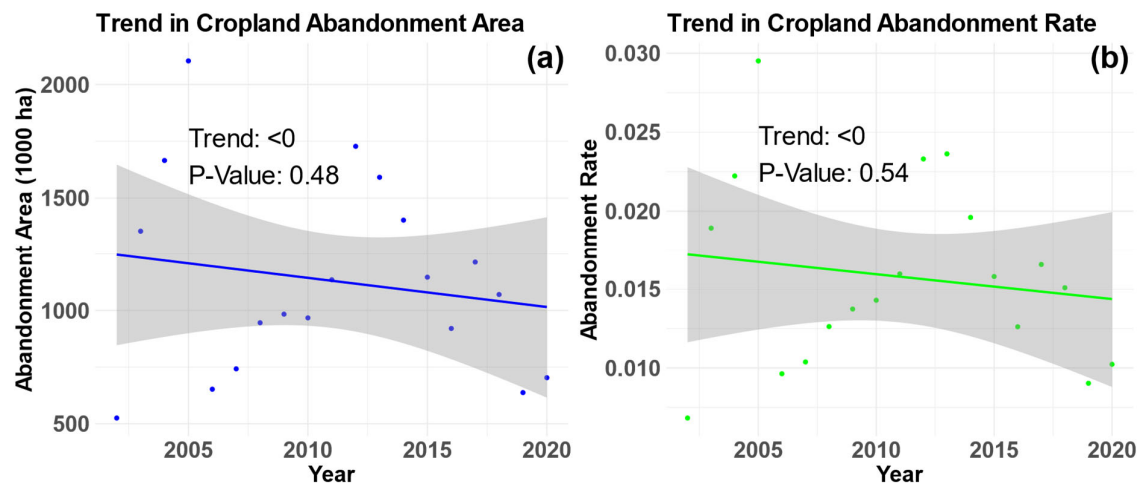 Trend in Cropland Abandonment Area
(a)
Abandonment Area (1000 ha)
2000
1500
1000
500
Trend: <0
P-Value: 0.48
2005
2010
2015
2020
Year
Trend in Cropland Abandonment Rate
(b)
Abandonment Rate
0.030
0.025
0.020
0.015
0.010
Trend: <0
P-Value: 0.54
2005
2010
2015
2020
Year